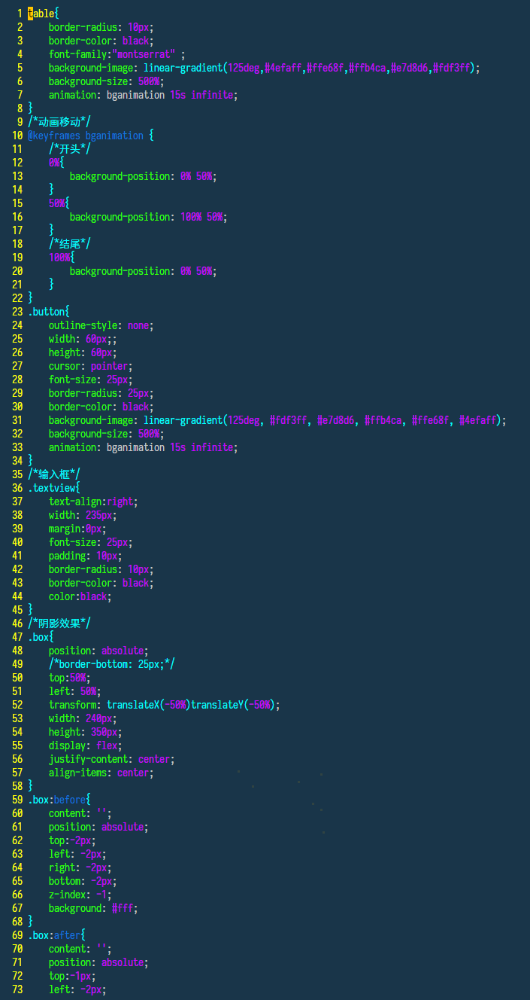 1 table{
2 border-radius: 10px;
3 border-color: black;
4 font-family:"montserrat" ;
5 background-image: linear-gradient(125deg,#4efaff,#ffe68f,#ffb4ca,#e7d8d6,#fdf3ff);
6 background-size: 500%;
7 animation: bganimation 15s infinite;
8 }
9 /*动画移动*/
10 @keyframes bganimation {
11 /*开头*/
12 0%{
13 background-position: 0% 50%;
14 }
15 50%{
16 background-position: 100% 50%;
17 }
18 /*结尾*/
19 100%{
20 background-position: 0% 50%;
21 }
22 }
23 .button{
24 outline-style: none;
25 width: 60px;;
26 height: 60px;
27 cursor: pointer;
28 font-size: 25px;
29 border-radius: 25px;
30 border-color: black;
31 background-image: linear-gradient(125deg, #fdf3ff, #e7d8d6, #ffb4ca, #ffe68f, #4efaff);
32 background-size: 500%;
33 animation: bganimation 15s infinite;
34 }
35 /*输入框*/
36 .textview{
37 text-align:right;
38 width: 235px;
39 margin:0px;
40 font-size: 25px;
41 padding: 10px;
42 border-radius: 10px;
43 border-color: black;
44 color:black;
45 }
46 /*阴影效果*/
47 .box{
48 position: absolute;
49 /*border-bottom: 25px;*/
50 top:50%;
51 left: 50%;
52 transform: translateX(-50%)translateY(-50%);
53 width: 240px;
54 height: 350px;
55 display: flex;
56 justify-content: center;
57 align-items: center;
58 }
59 .box:before{
60 content: '';
61 position: absolute;
62 top:-2px;
63 left: -2px;
64 right: -2px;
65 bottom: -2px;
66 z-index: -1;
67 background: #fff;
68 }
69 .box:after{
70 content: '';
71 position: absolute;
72 top:-1px;
73 left: -2px;